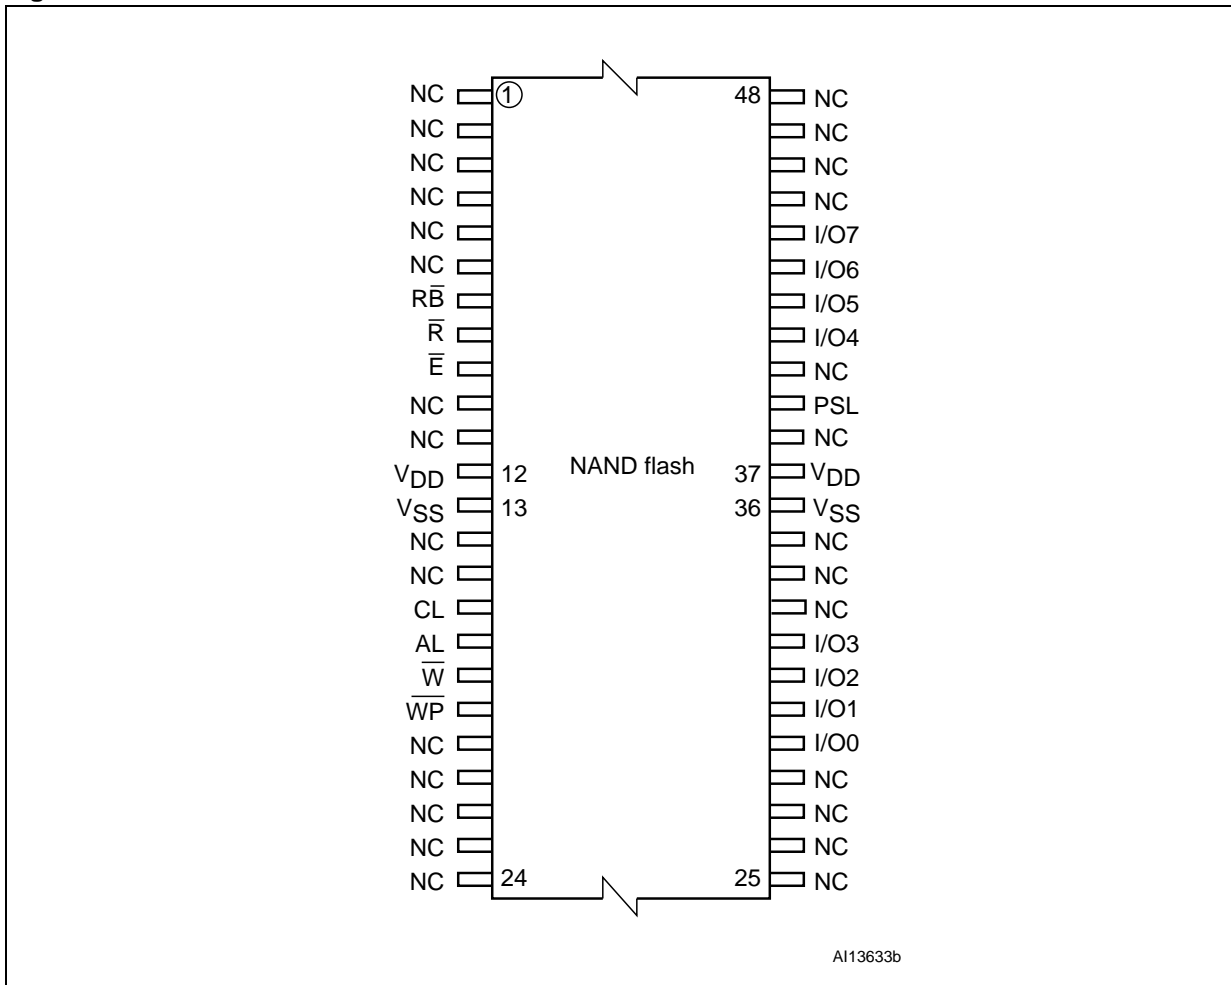 NC 1 48 NC
NC NC
NC NC
NC NC
NC I/O7
NC I/O6
RB̅ I/O5
R̅ I/O4
E̅ NC
NC PSL
NC NC
VDD 12 NAND flash 37 VDD
VSS 13 36 VSS
NC NC
NC NC
CL NC
AL I/O3
W̅ I/O2
W̅P̅ I/O1
NC I/O0
NC NC
NC NC
NC NC
NC 24 25 NC
AI13633b